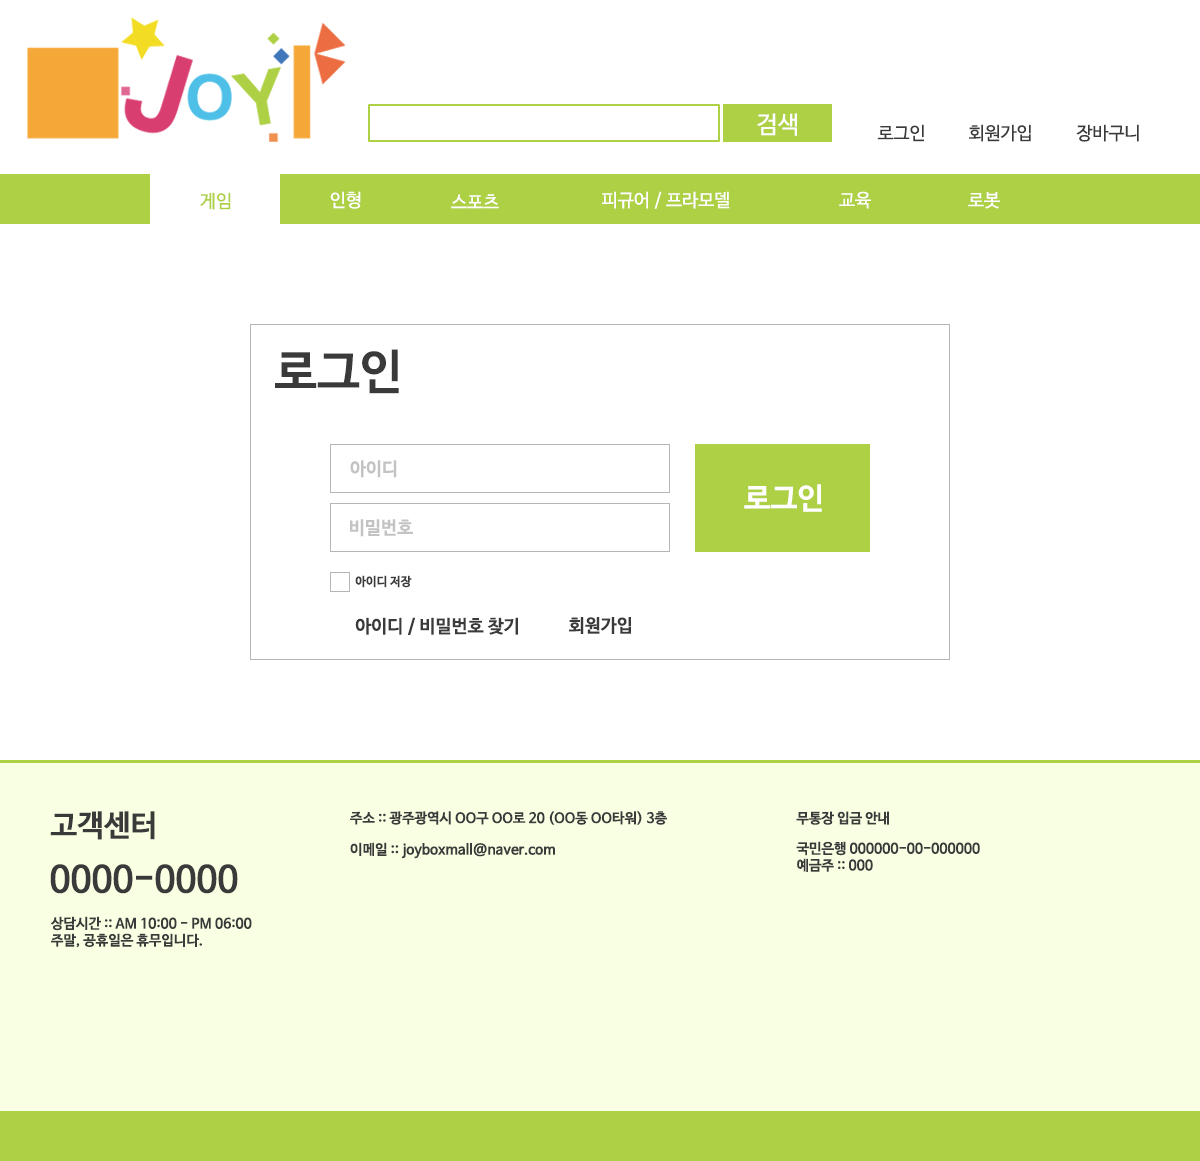 JOY
검색
로그인 회원가입 장바구니
게임 인형 스포츠 피규어 / 프라모델 교육 로봇
로그인
아이디
비밀번호
로그인
아이디 저장
아이디 / 비밀번호 찾기 회원가입
고객센터
0000-0000
상담시간 :: AM 10:00 - PM 06:00
주말, 공휴일은 휴무입니다.
주소 :: 광주광역시 OO구 OO로 20 (OO동 OO타워) 3층
이메일 :: joyboxmall@naver.com
무통장 입금 안내
국민은행 000000-00-000000
예금주 :: 000